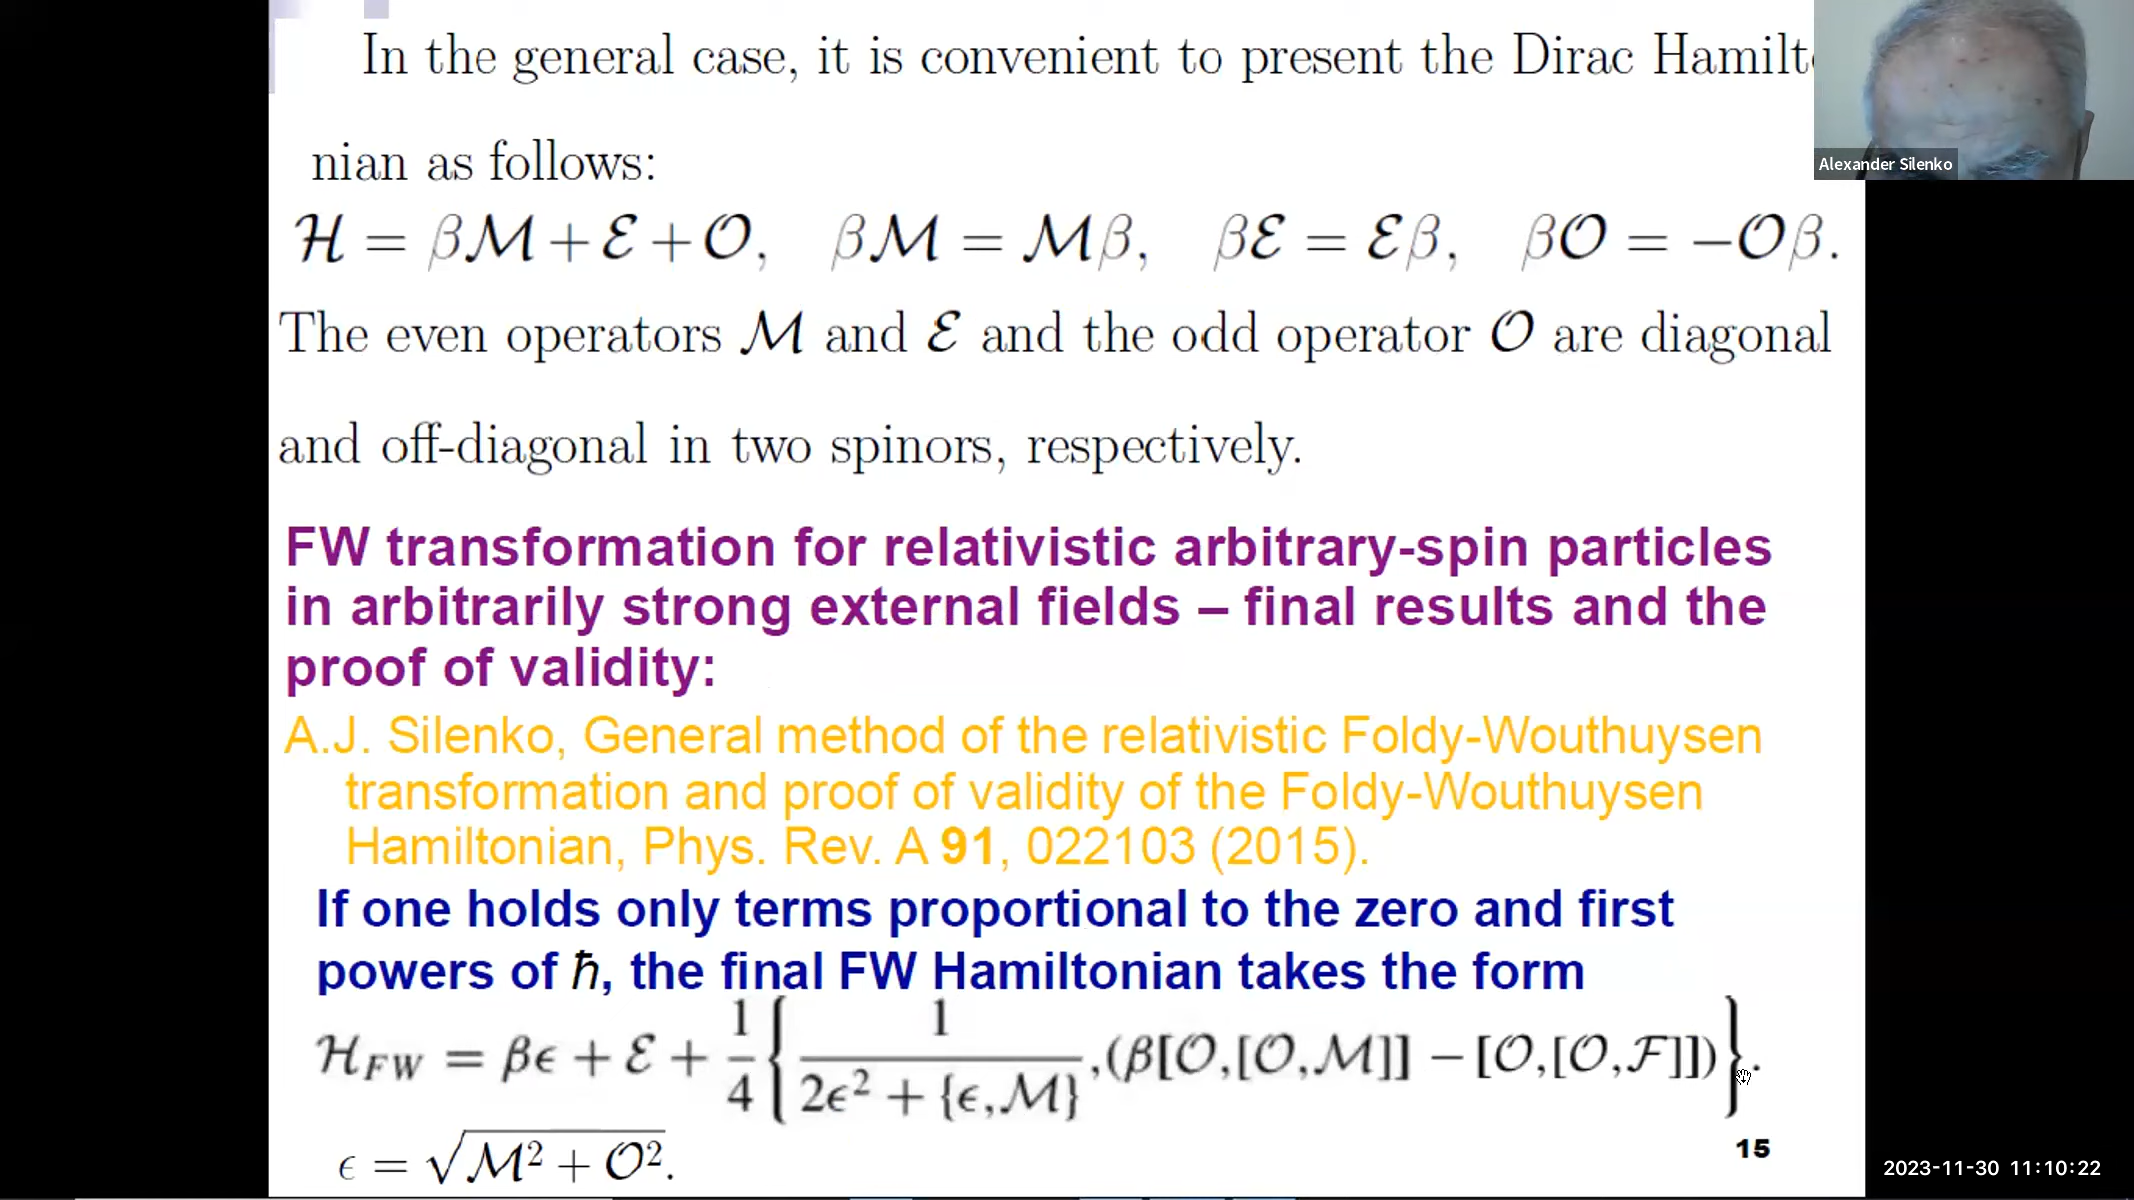 In the general case, it is convenient to present the Dirac Hamilto
nian as follows:
ℋ = βℳ + ℰ + 𝒪, βℳ = ℳβ, βℰ = ℰβ, β𝒪 = −𝒪β.
The even operators ℳ and ℰ and the odd operator 𝒪 are diagonal
and off-diagonal in two spinors, respectively.
FW transformation for relativistic arbitrary-spin particles
in arbitrarily strong external fields – final results and the
proof of validity:
A.J. Silenko, General method of the relativistic Foldy-Wouthuysen
transformation and proof of validity of the Foldy-Wouthuysen
Hamiltonian, Phys. Rev. A 91, 022103 (2015).
If one holds only terms proportional to the zero and first
powers of ℏ, the final FW Hamiltonian takes the form
ℋ_FW = βϵ + ℰ + 1/4 { 1/(2ϵ² + {ϵ,ℳ}) ,(β[𝒪,[𝒪,ℳ]] − [𝒪,[𝒪,ℱ]]) }.
ϵ = √(ℳ² + 𝒪²).
15
Alexander Silenko
2023-11-30 11:10:22